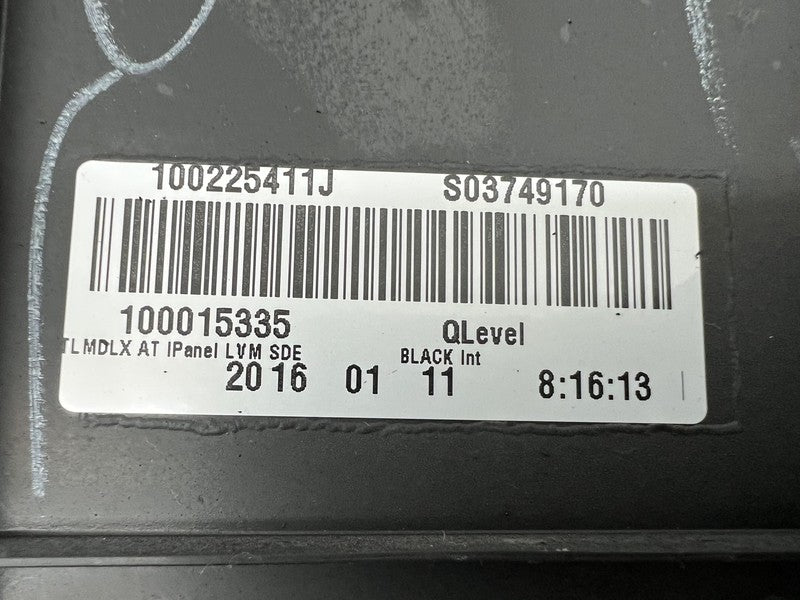 100225411J S03749170
100015335 QLevel
TLMDLX AT IPanel LVM SDE BLACK Int
2016 01 11 8:16:13